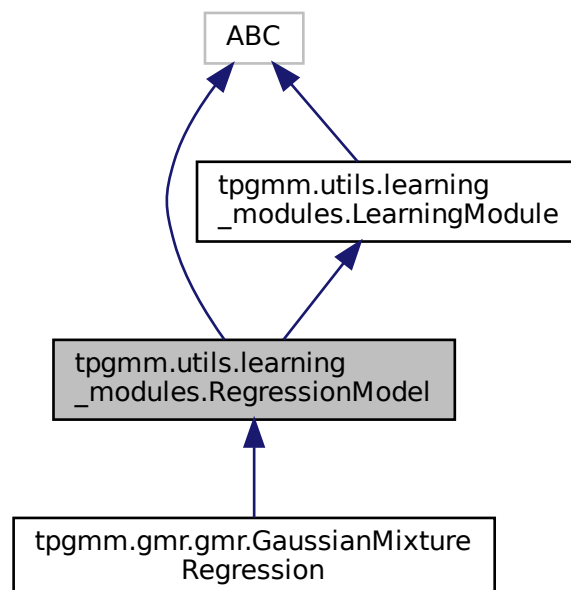 ABC
tpgmm.utils.learning
_modules.LearningModule
tpgmm.utils.learning
_modules.RegressionModel
tpgmm.gmr.gmr.GaussianMixture
Regression